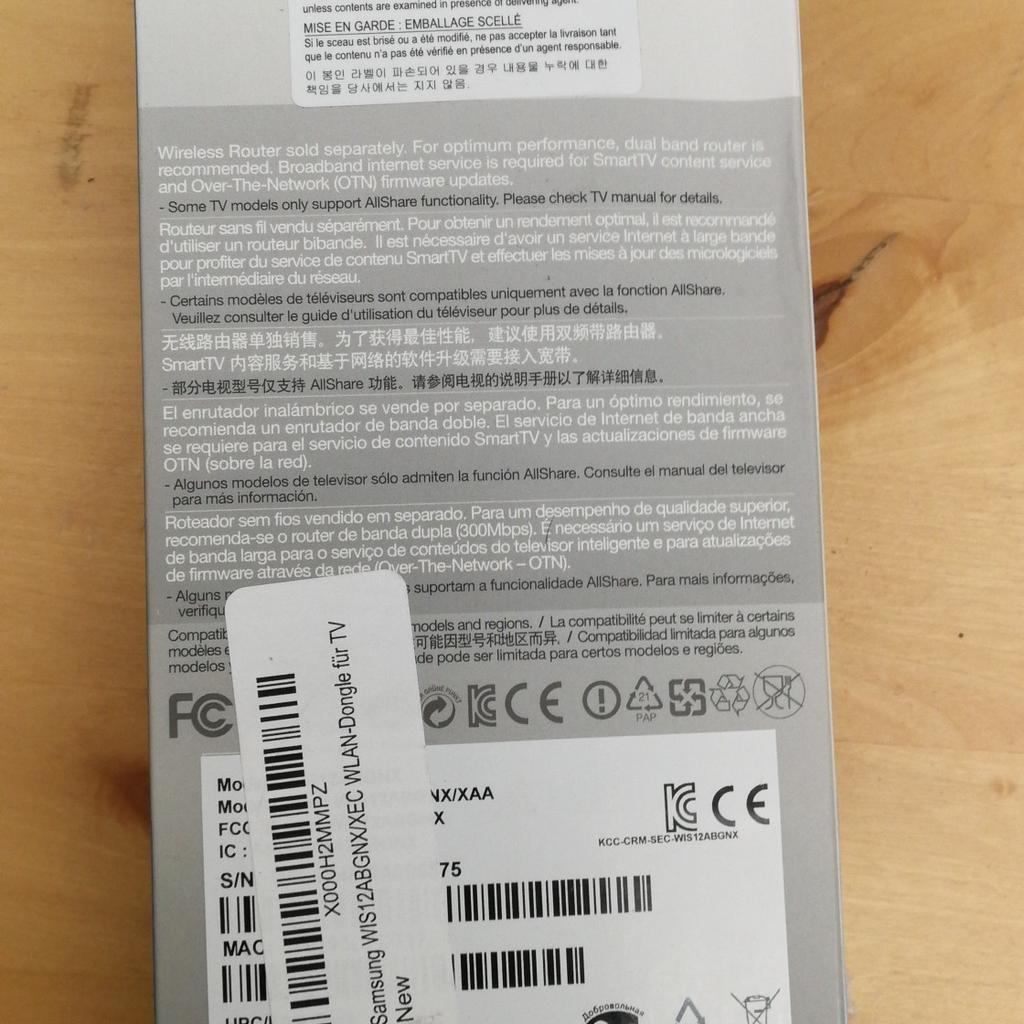 unless contents are examined in presence of delivering agent.
MISE EN GARDE : EMBALLAGE SCELLÉ
Si le sceau est brisé ou a été modifié, ne pas accepter la livraison tant
que le contenu n'a pas été vérifié en présence d'un agent responsable.
이 봉인 라벨이 파손되어 있을 경우 내용물 누락에 대한
책임을 당사에서는 지지 않음.
Wireless Router sold separately. For optimum performance, dual band router is
recommended. Broadband internet service is required for SmartTV content service
and Over-The-Network (OTN) firmware updates.
- Some TV models only support AllShare functionality. Please check TV manual for details.
Routeur sans fil vendu séparément. Pour obtenir un rendement optimal, il est recommandé
d'utiliser un routeur bibande. Il est nécessaire d'avoir un service Internet à large bande
pour profiter du service de contenu SmartTV et effectuer les mises à jour des micrologiciels
par l'intermédiaire du réseau.
- Certains modèles de téléviseurs sont compatibles uniquement avec la fonction AllShare.
Veuillez consulter le guide d'utilisation du téléviseur pour plus de détails.
无线路由器单独销售。为了获得最佳性能，建议使用双频带路由器。
SmartTV 内容服务和基于网络的软件升级需要接入宽带。
- 部分电视型号仅支持 AllShare 功能。请参阅电视的说明手册以了解详细信息。
El enrutador inalámbrico se vende por separado. Para un óptimo rendimiento, se
recomienda un enrutador de banda doble. El servicio de Internet de banda ancha
se requiere para el servicio de contenido SmartTV y las actualizaciones de firmware
OTN (sobre la red).
- Algunos modelos de televisor sólo admiten la función AllShare. Consulte el manual del televisor
para más información.
Roteador sem fios vendido em separado. Para um desempenho de qualidade superior,
recomenda-se o router de banda dupla (300Mbps). É necessário um serviço de Internet
de banda larga para o serviço de conteúdos do televisor inteligente e para atualizações
de firmware através da rede (Over-The-Network – OTN).
- Alguns suportam a funcionalidade AllShare. Para mais informações,
verifiqu
Compatib models and regions. / La compatibilité peut se limiter à certains
modèles 可能因型号和地区而异. / Compatibilidad limitada para algunos
modelos de pode ser limitada para certos modelos e regiões.
FC
GRÜNE PUNKT
CE
21
PAP
Mo
Mod NX/XAA
FCC X
IC :
S/N 75
MAC
KCC-CRM-SEC-WIS12ABGNX
CE
X000H2MMPZ
Samsung WIS12ABGNX/XEC WLAN-Dongle für TV
New
UPC/
Добровольная